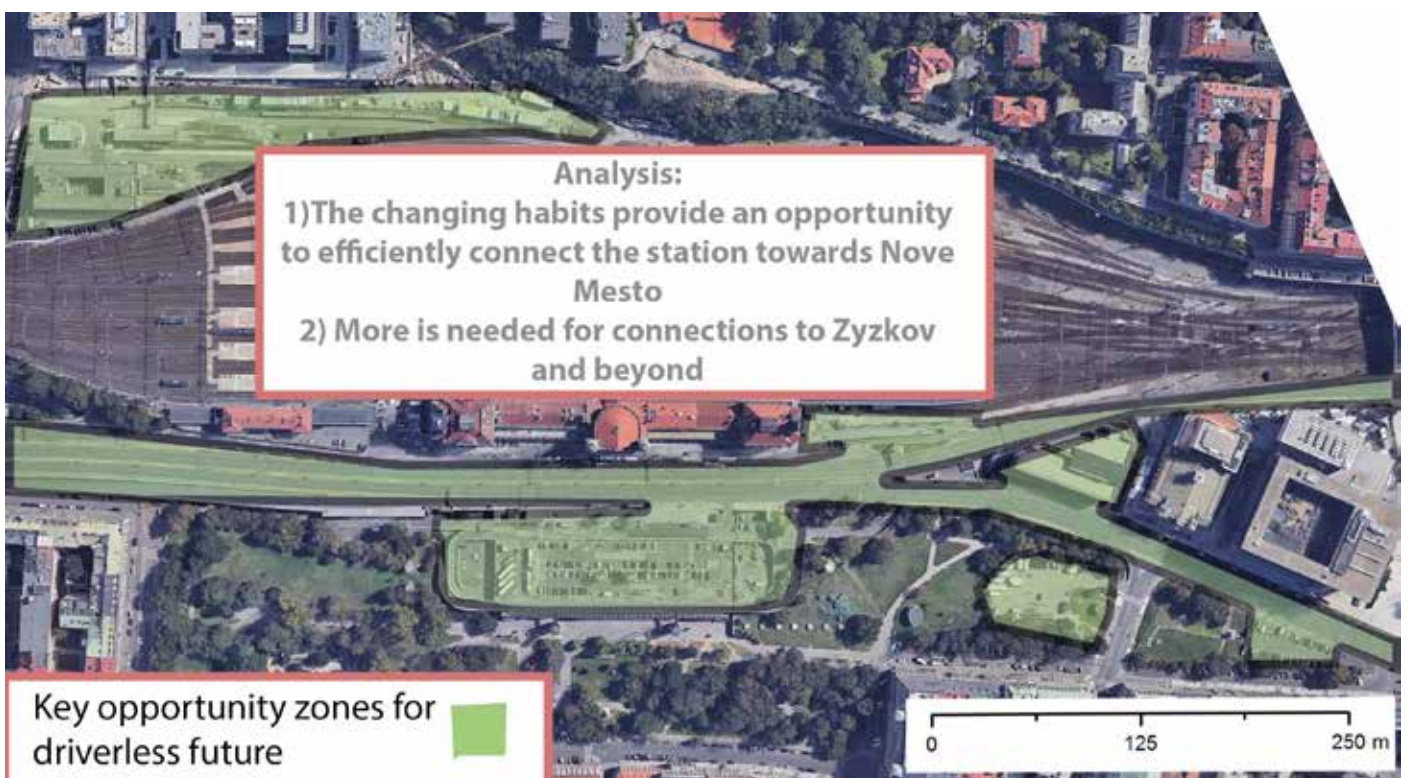 Analysis:
1)The changing habits provide an opportunity
to efficiently connect the station towards Nove
Mesto
2) More is needed for connections to Zyzkov
and beyond
Key opportunity zones for
driverless future
0 125 250 m